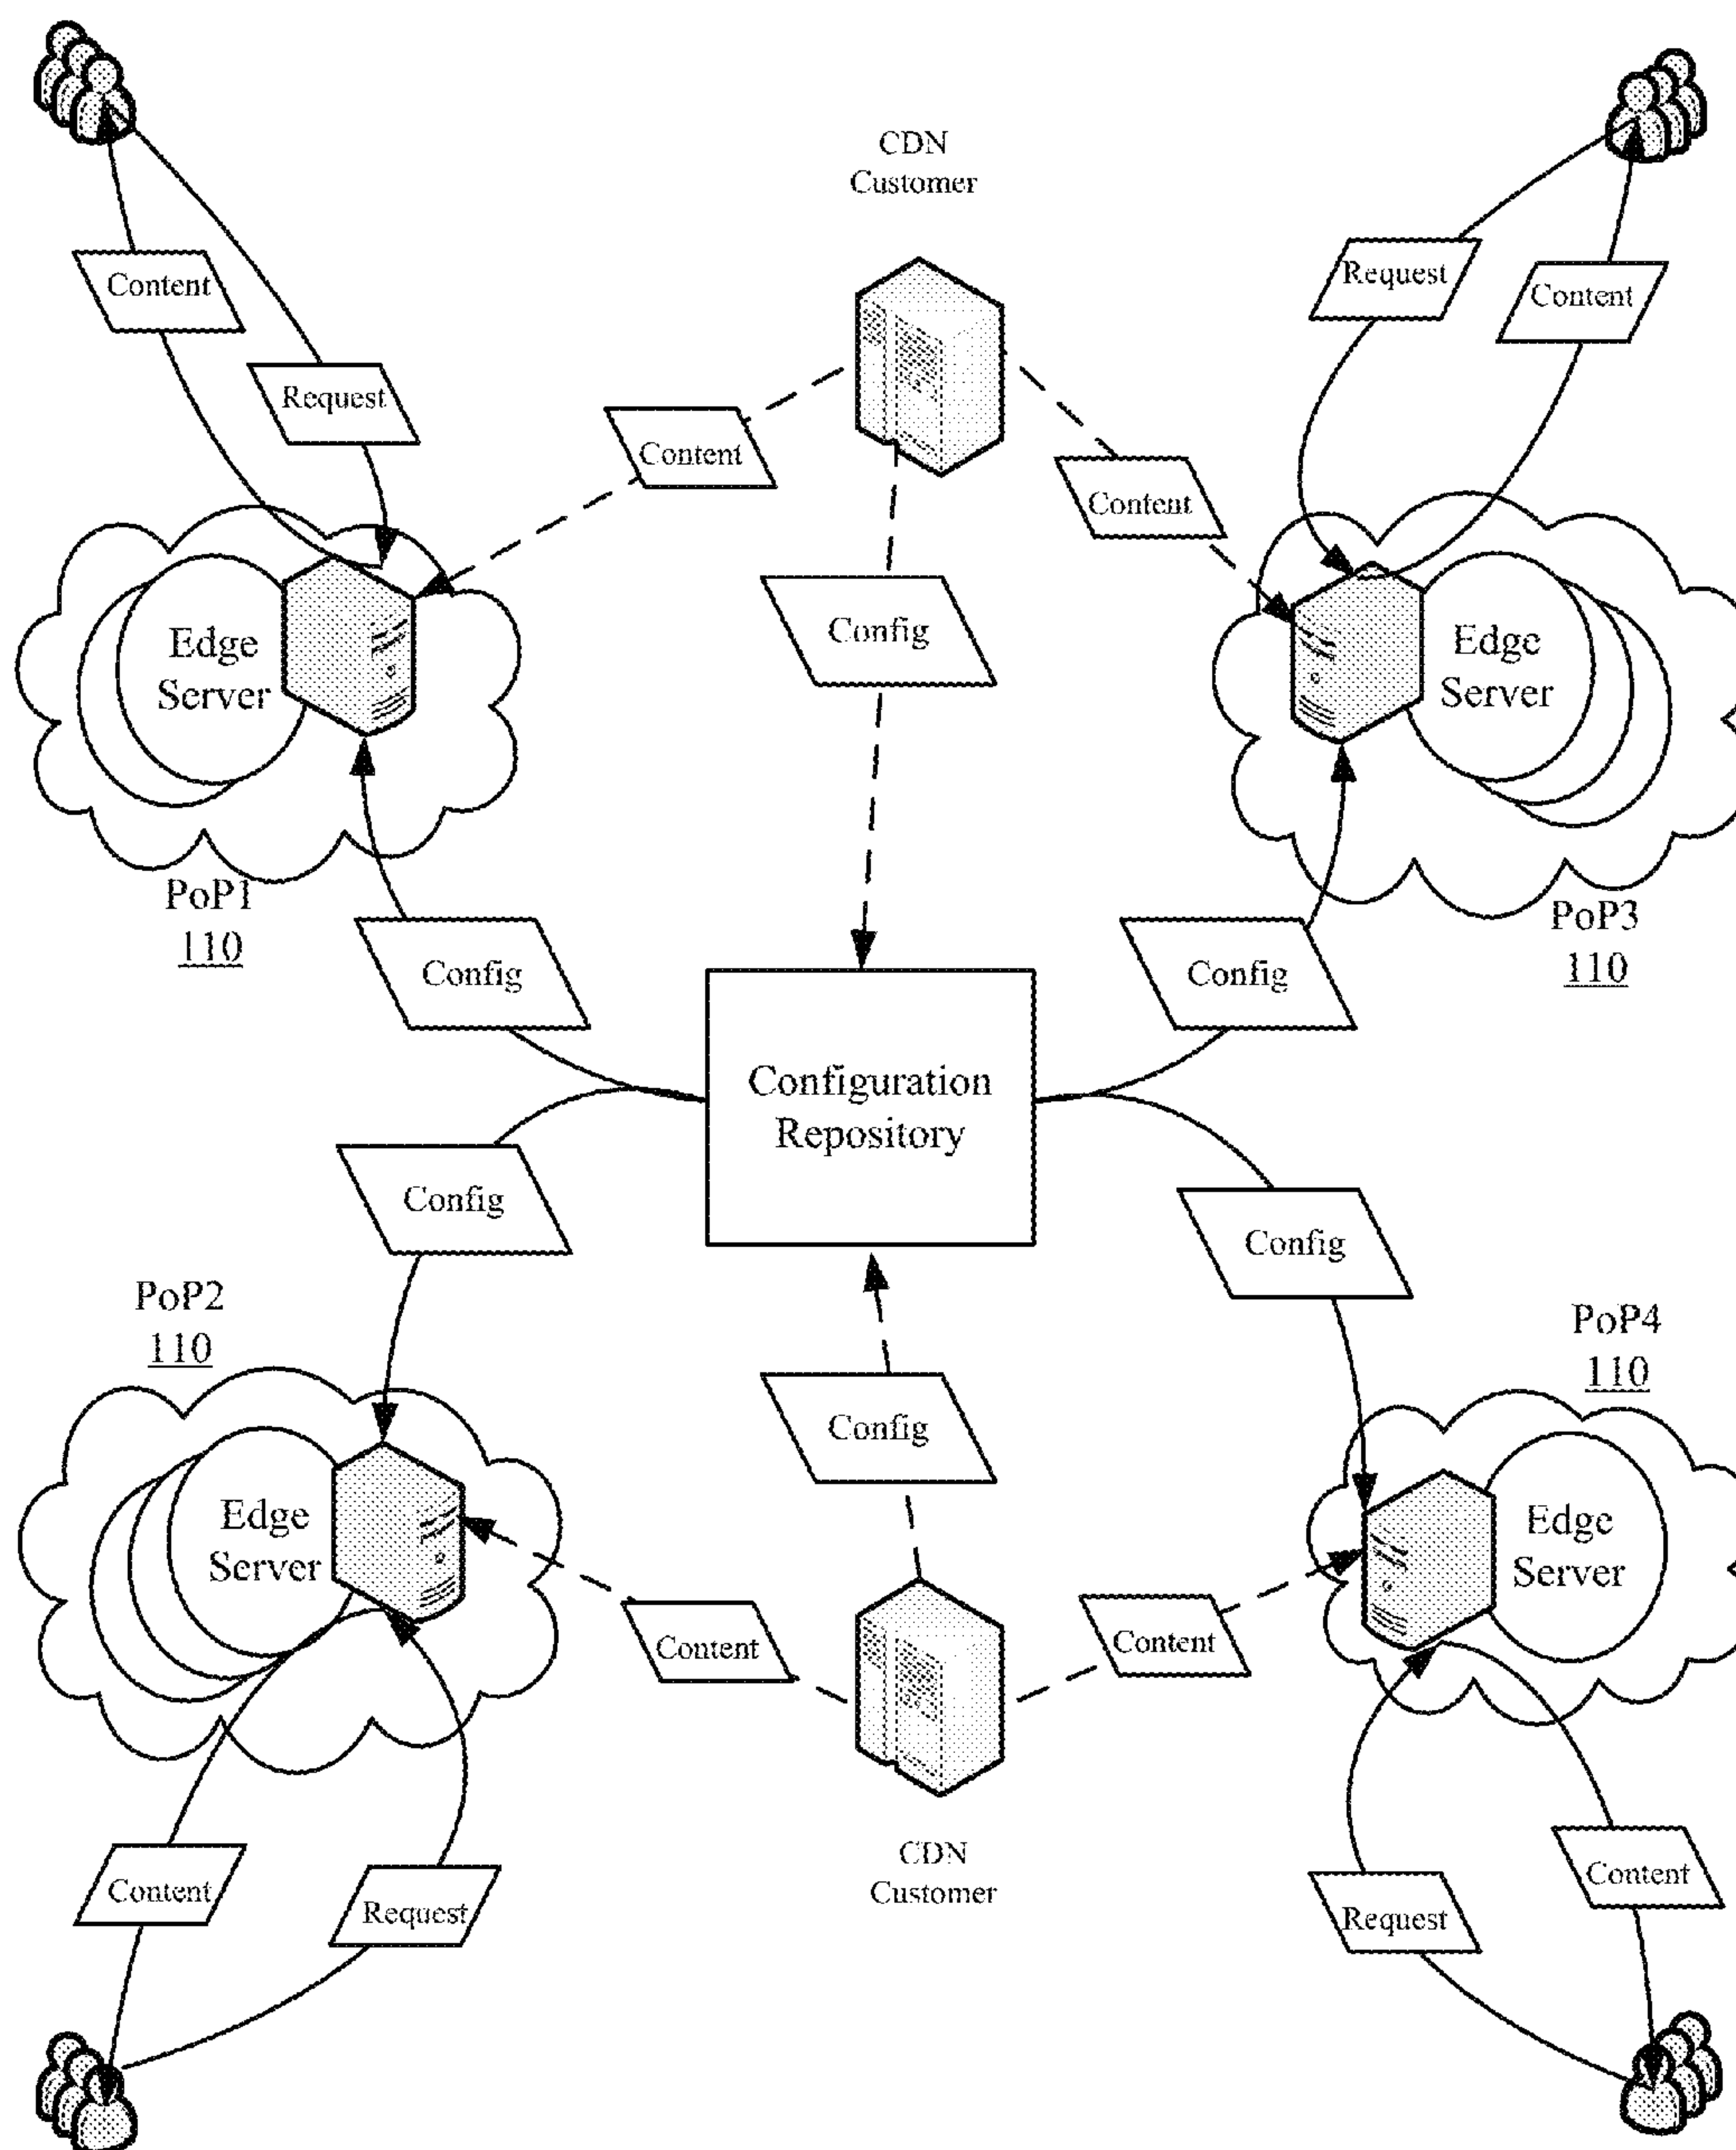 CDN
Customer
Content
Request
Content
Request
Content
Content
Config
Edge
Server
Edge
Server
PoP1
110
PoP3
110
Config
Config
Configuration
Repository
Config
Config
PoP2
110
PoP4
110
Config
Edge
Server
Edge
Server
Content
Content
CDN
Customer
Content
Request
Request
Content